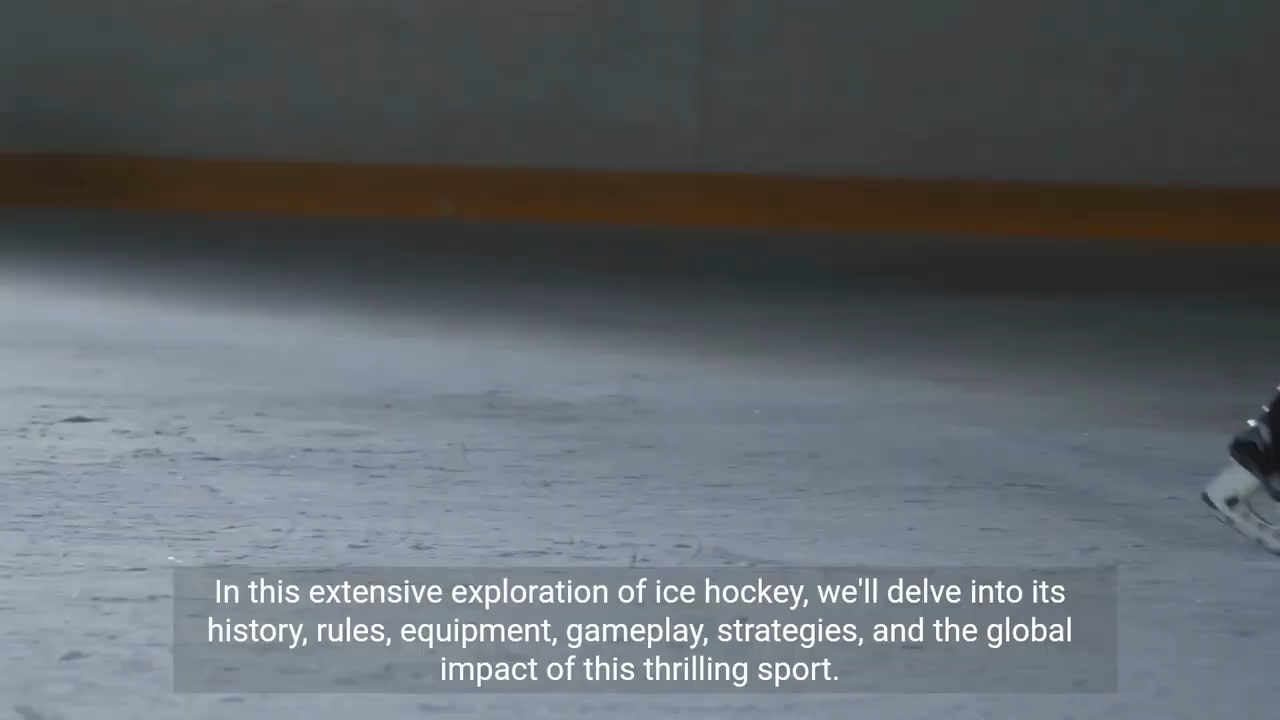 In this extensive exploration of ice hockey, we'll delve into its
history, rules, equipment, gameplay, strategies, and the global
impact of this thrilling sport.